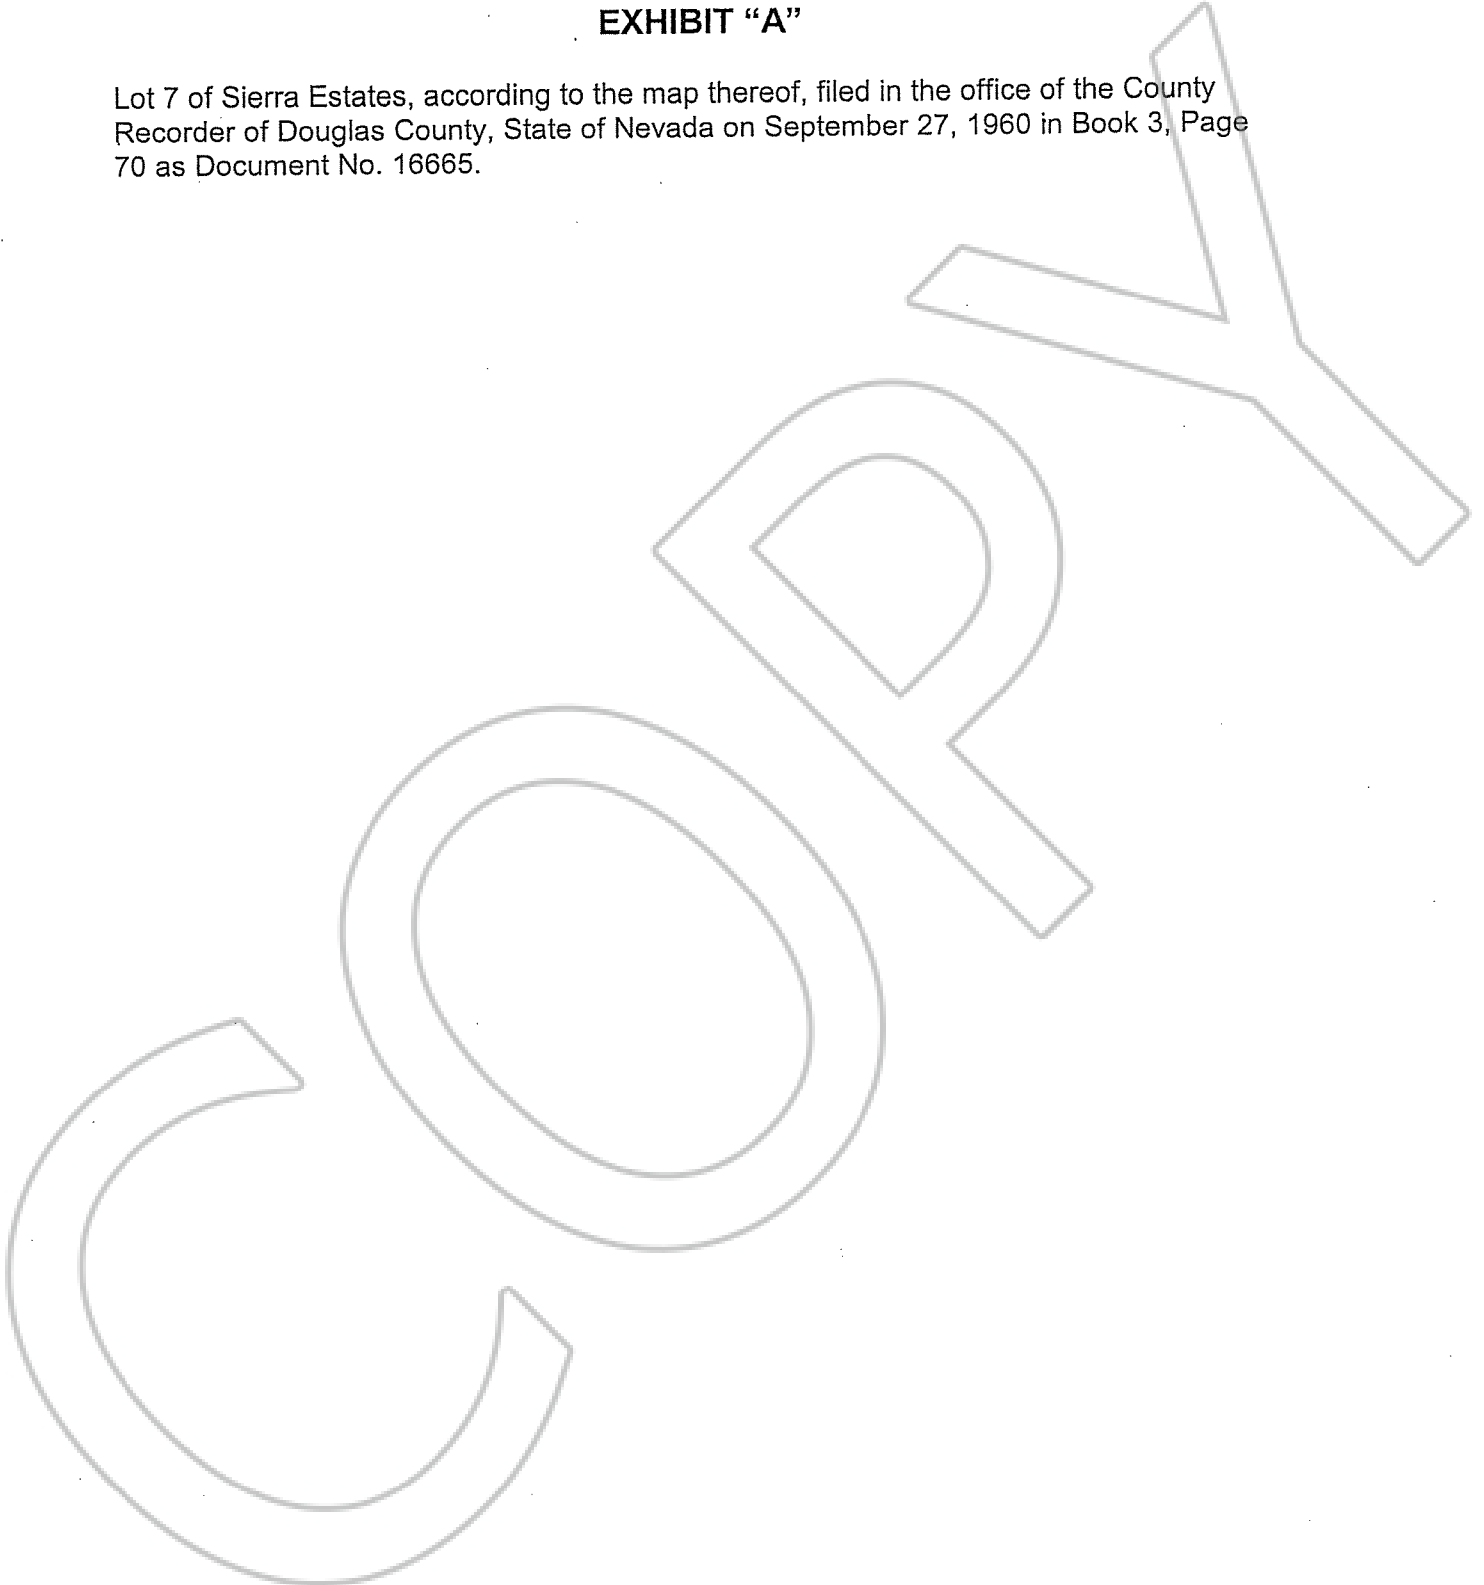 EXHIBIT “A”
Lot 7 of Sierra Estates, according to the map thereof, filed in the office of the County
Recorder of Douglas County, State of Nevada on September 27, 1960 in Book 3, Page
70 as Document No. 16665.
COPY